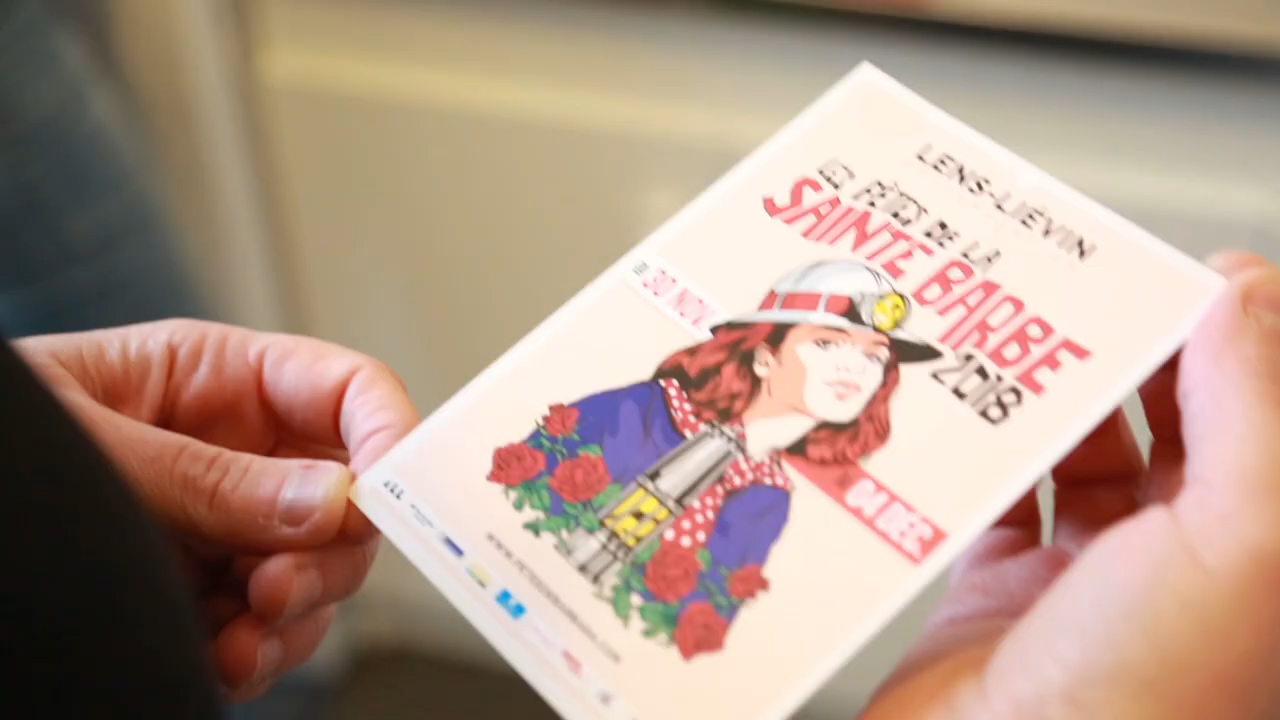 LENS-LIÉVIN
LES FÊTES DE LA
SAINTE BARBE
2018
30 NOV.
04 DÉC.